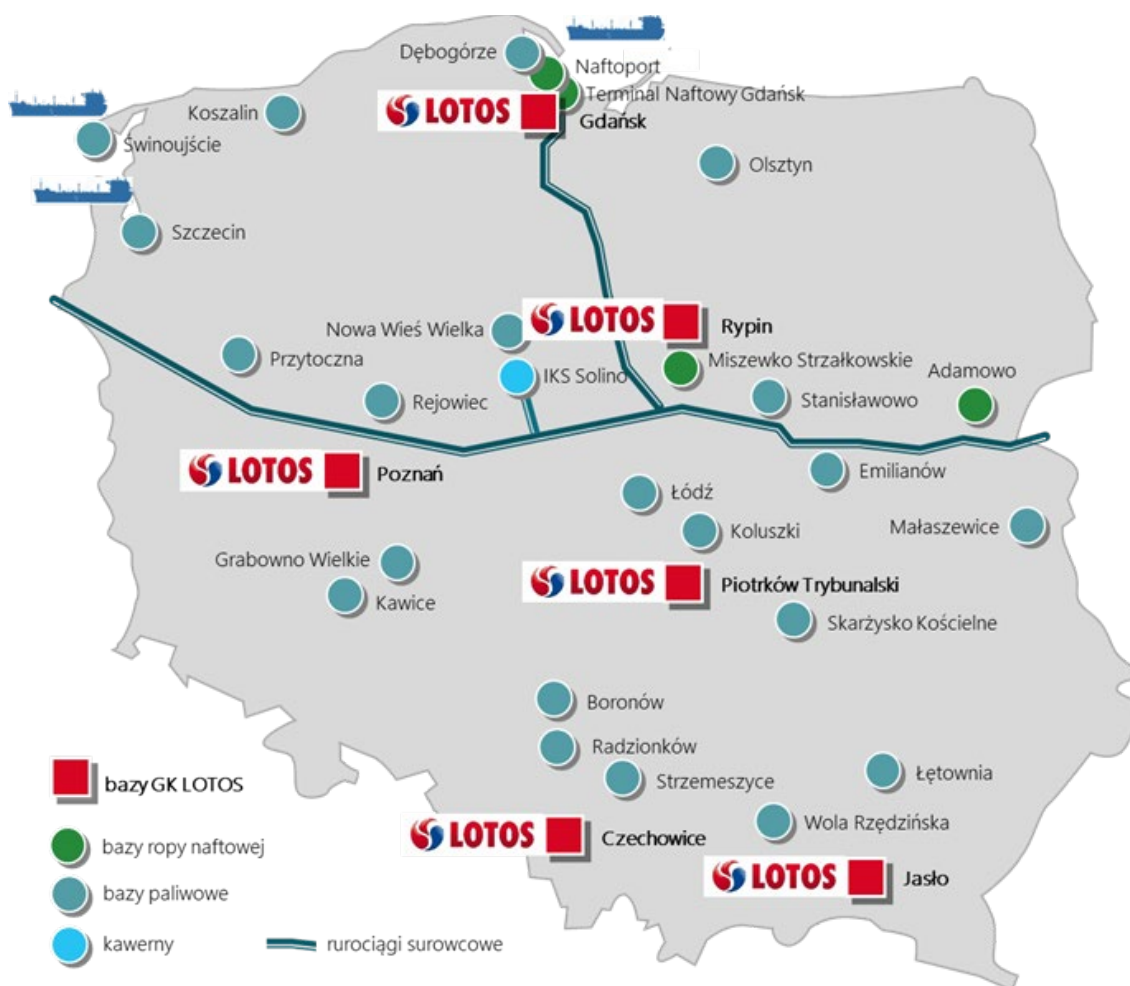 Dębogórze
Naftoport
Terminal Naftowy Gdańsk
LOTOS
Gdańsk
Koszalin
Świnoujście
Olsztyn
Szczecin
LOTOS
Rypin
Nowa Wieś Wielka
Przytoczna
Miszewko Strzałkowskie
IKS Solino
Adamowo
Rejowiec
Stanisławowo
LOTOS
Poznań
Emilianów
Łódź
Koluszki
Małaszewice
Grabowno Wielkie
Kawice
LOTOS
Piotrków Trybunalski
Skarżysko Kościelne
Boronów
Radzionków
Strzemeszyce
Łętownia
Wola Rzędzińska
LOTOS
Czechowice
LOTOS
Jasło
bazy GK LOTOS
bazy ropy naftowej
bazy paliwowe
kawerny
rurociągi surowcowe